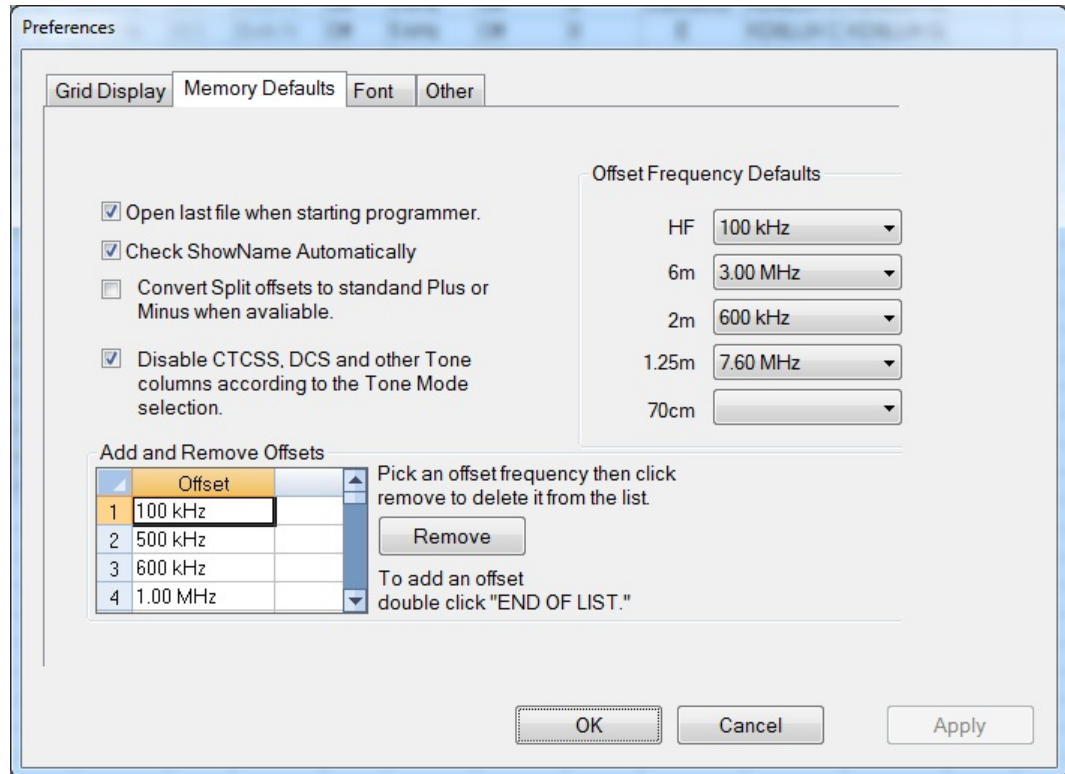 Preferences
Grid Display
Memory Defaults
Font
Other
Open last file when starting programmer.
Check ShowName Automatically
Convert Split offsets to standand Plus or
Minus when avaliable.
Disable CTCSS, DCS and other Tone
columns according to the Tone Mode
selection.
Offset Frequency Defaults
HF 100 kHz
6m 3.00 MHz
2m 600 kHz
1.25m 7.60 MHz
70cm
Add and Remove Offsets
Offset
1 100 kHz
2 500 kHz
3 600 kHz
4 1.00 MHz
Pick an offset frequency then click
remove to delete it from the list.
Remove
To add an offset
double click "END OF LIST."
OK
Cancel
Apply